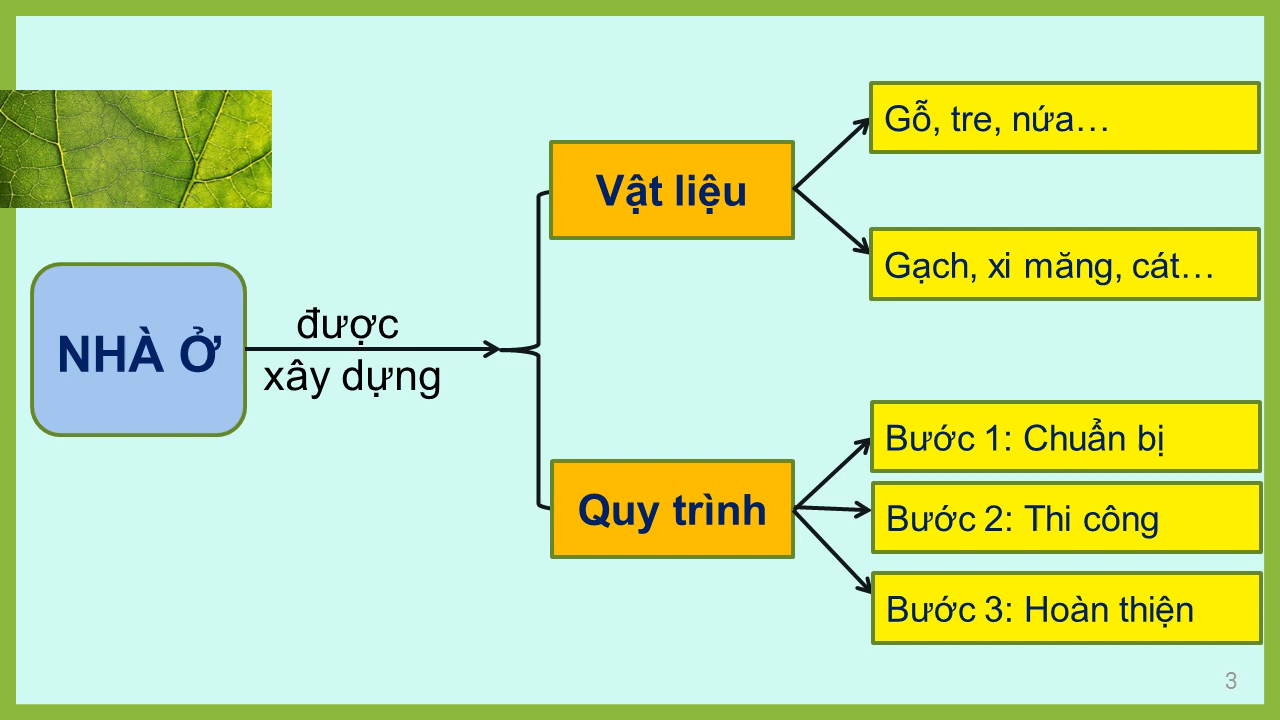 NHÀ Ở
được
xây dựng
Vật liệu
Gỗ, tre, nứa…
Gạch, xi măng, cát…
Quy trình
Bước 1: Chuẩn bị
Bước 2: Thi công
Bước 3: Hoàn thiện
3